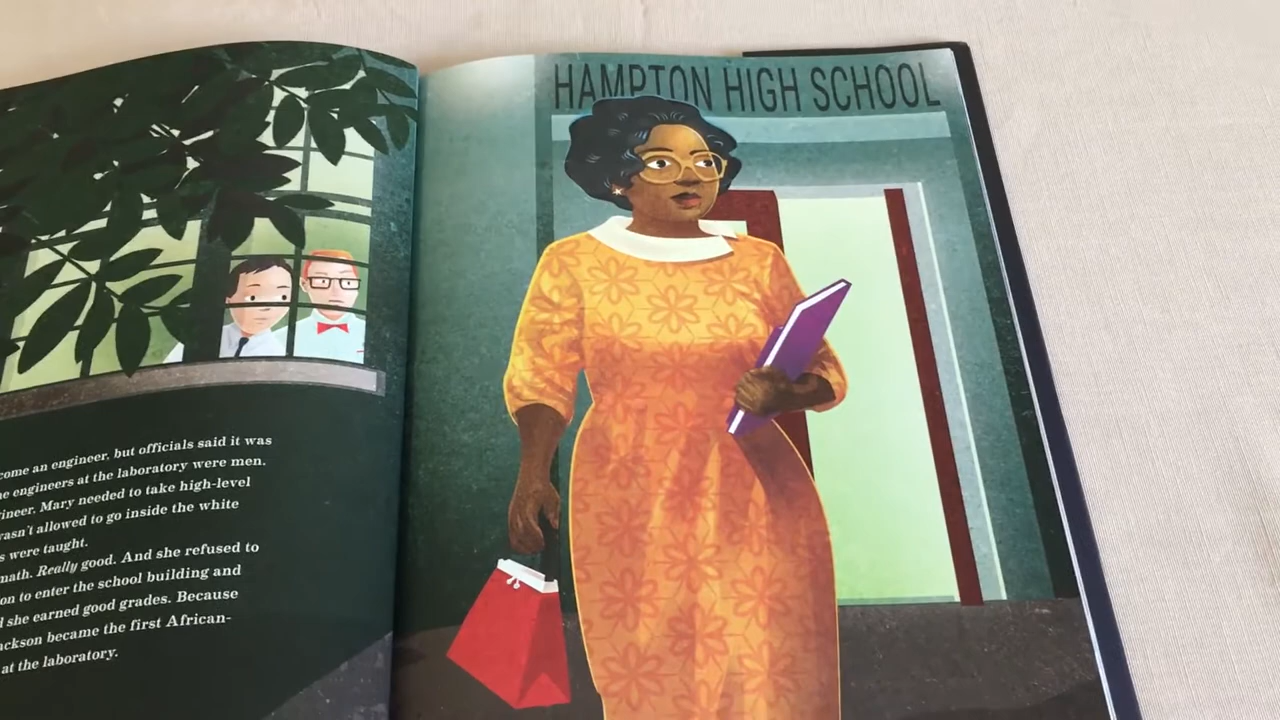 come an engineer, but officials said it was
engineers at the laboratory were men.
Mary needed to take high-level
wasn't allowed to go inside the white
were taught.
math. Really good. And she refused to
on to enter the school building and
she earned good grades. Because
ackson became the first African-
at the laboratory.
HAMPTON HIGH SCHOOL